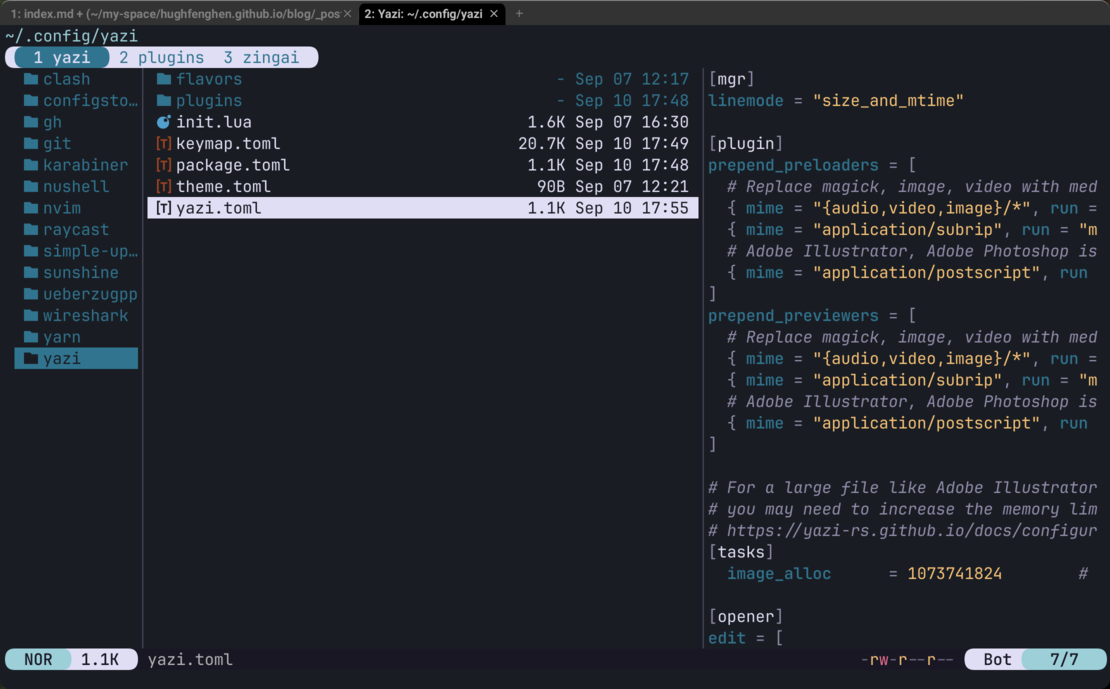 1: index.md + (~/my-space/hughfenghen.github.io/blog/_pos ×
2: Yazi: ~/.config/yazi × +
~/.config/yazi
1 yazi 2 plugins 3 zingai
clash
configsto…
gh
git
karabiner
nushell
nvim
raycast
simple-up…
sunshine
ueberzugpp
wireshark
yarn
yazi
flavors - Sep 07 12:17
plugins - Sep 10 17:48
init.lua 1.6K Sep 07 16:30
[T] keymap.toml 20.7K Sep 10 17:49
[T] package.toml 1.1K Sep 10 17:48
[T] theme.toml 90B Sep 07 12:21
[T] yazi.toml 1.1K Sep 10 17:55
[mgr]
linemode = "size_and_mtime"
[plugin]
prepend_preloaders = [
# Replace magick, image, video with med
{ mime = "{audio,video,image}/*", run =
{ mime = "application/subrip", run = "m
# Adobe Illustrator, Adobe Photoshop is
{ mime = "application/postscript", run
]
prepend_previewers = [
# Replace magick, image, video with med
{ mime = "{audio,video,image}/*", run =
{ mime = "application/subrip", run = "m
# Adobe Illustrator, Adobe Photoshop is
{ mime = "application/postscript", run
]
# For a large file like Adobe Illustrator
# you may need to increase the memory lim
# https://yazi-rs.github.io/docs/configur
[tasks]
image_alloc = 1073741824 #
[opener]
edit = [
NOR 1.1K yazi.toml -rw-r--r-- Bot 7/7